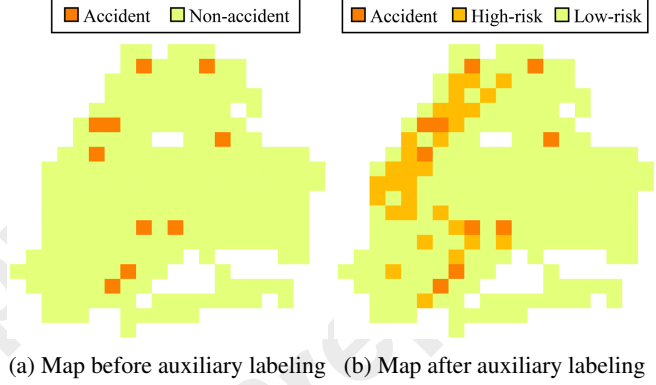 Accident Non-accident
Accident High-risk Low-risk
(a) Map before auxiliary labeling
(b) Map after auxiliary labeling